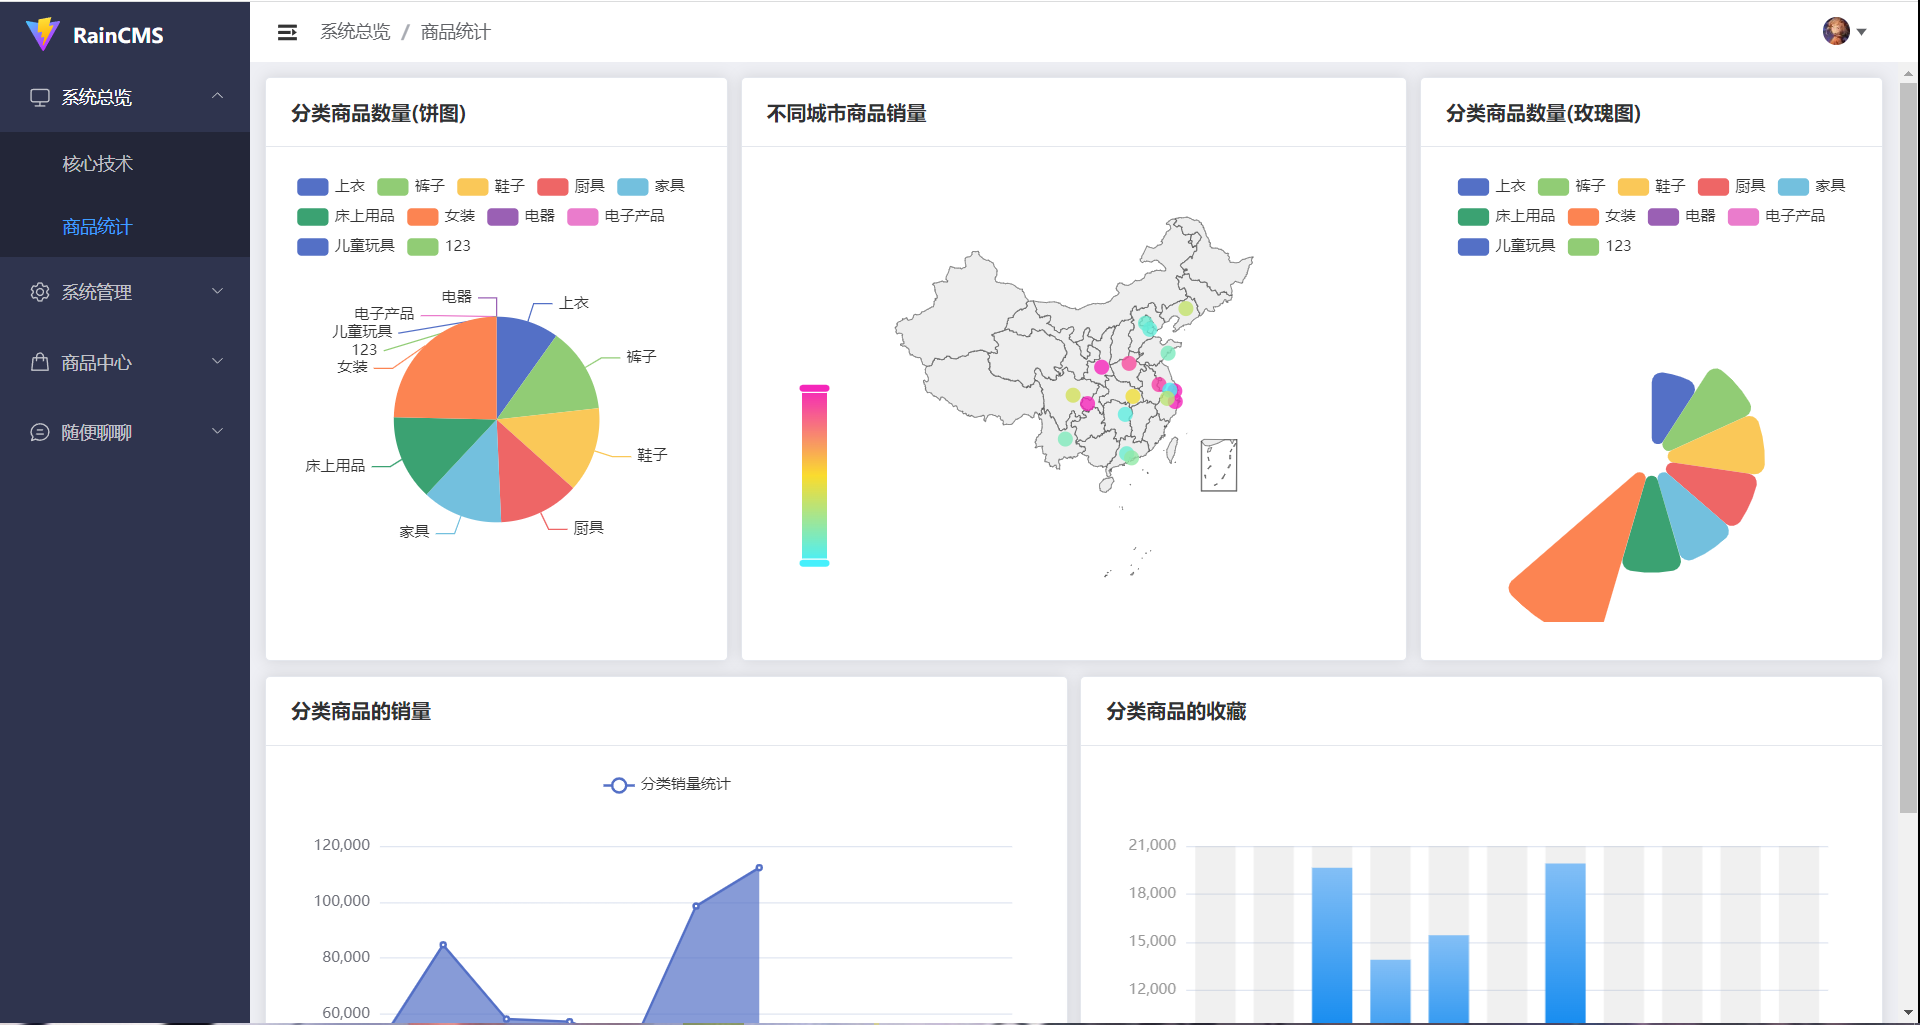 RainCMS
系统总览
核心技术
商品统计
系统管理
商品中心
随便聊聊
系统总览 / 商品统计
分类商品数量(饼图)
上衣 裤子 鞋子 厨具 家具
床上用品 女装 电器 电子产品
儿童玩具 123
电器
上衣
电子产品
儿童玩具
123
女装
裤子
鞋子
床上用品
家具
厨具
不同城市商品销量
分类商品数量(玫瑰图)
上衣 裤子 鞋子 厨具 家具
床上用品 女装 电器 电子产品
儿童玩具 123
分类商品的销量
分类销量统计
120,000
100,000
80,000
60,000
分类商品的收藏
21,000
18,000
15,000
12,000